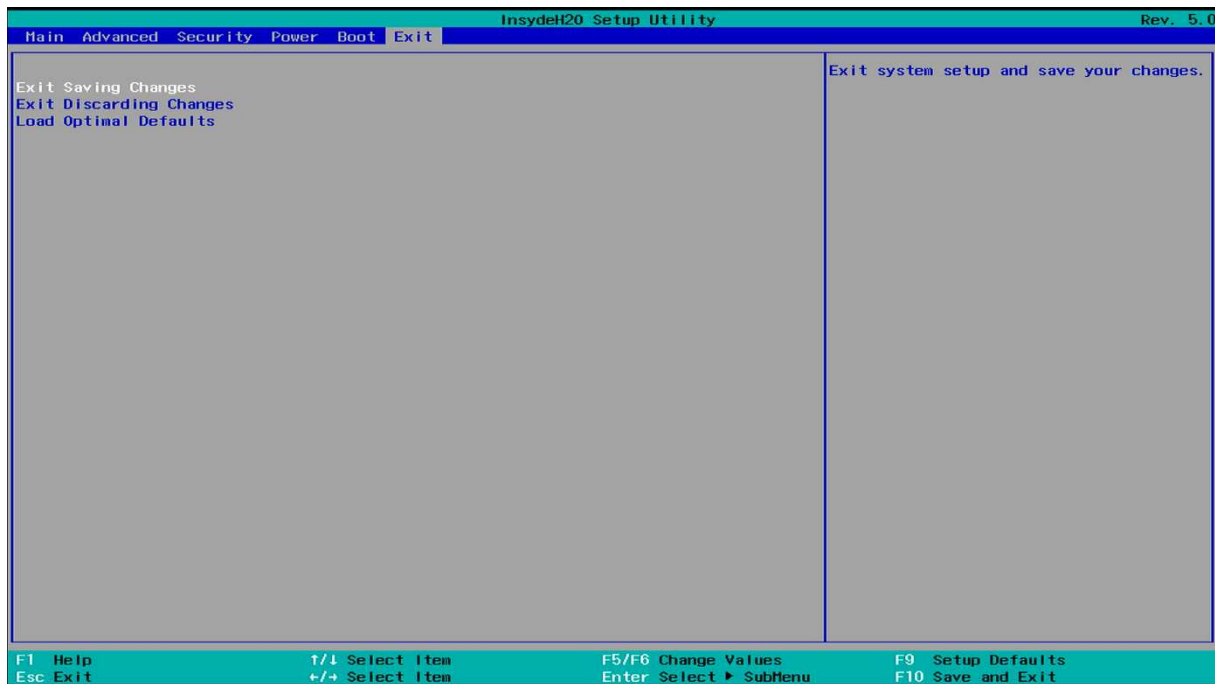 InsydeH20 Setup Utility Rev. 5.0
Main Advanced Security Power Boot Exit
Exit Saving Changes
Exit Discarding Changes
Load Optimal Defaults
Exit system setup and save your changes.
F1 Help ↑/↓ Select Item F5/F6 Change Values F9 Setup Defaults
Esc Exit ←/→ Select Item Enter Select ▶ SubMenu F10 Save and Exit